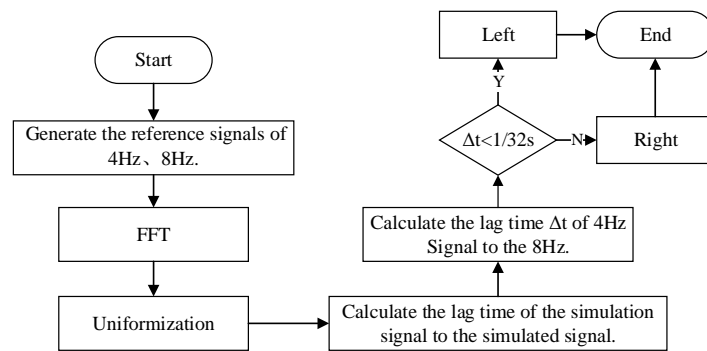 Start
Generate the reference signals of
4Hz、8Hz.
FFT
Uniformization
Calculate the lag time of the simulation
signal to the simulated signal.
Calculate the lag time Δt of 4Hz
Signal to the 8Hz.
Δt<1/32s
Y
Left
N
Right
End